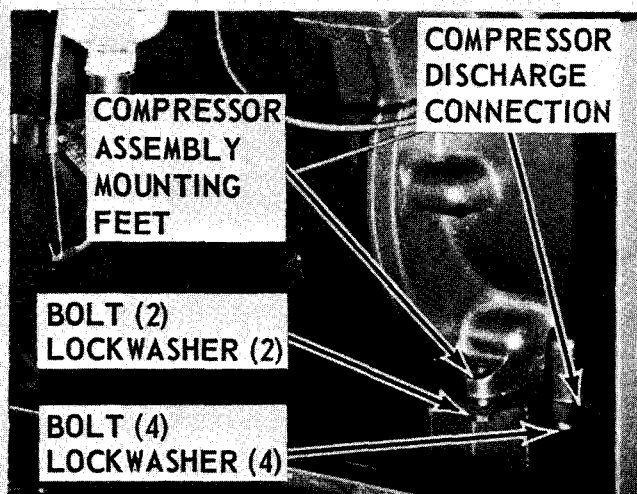 COMPRESSOR
DISCHARGE
CONNECTION
COMPRESSOR
ASSEMBLY
MOUNTING
FEET
BOLT (2)
LOCKWASHER (2)
BOLT (4)
LOCKWASHER (4)